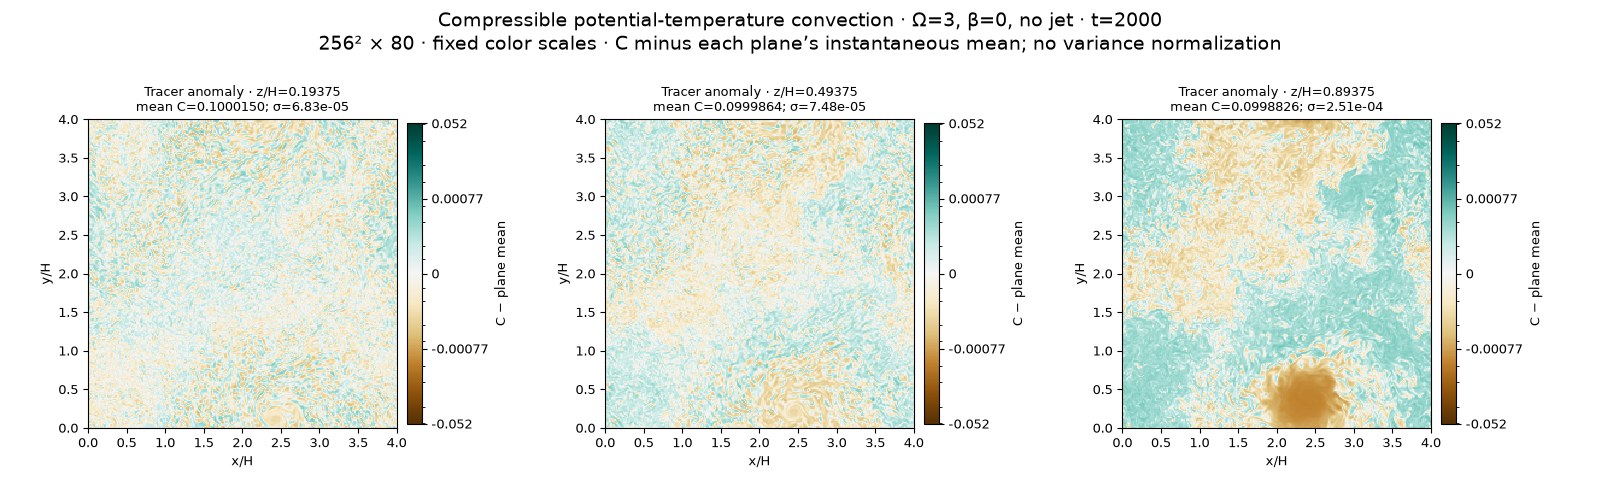 Compressible potential-temperature convection · Ω=3, β=0, no jet · t=2000
256² × 80 · fixed color scales · C minus each plane’s instantaneous mean; no variance normalization
Tracer anomaly · z/H=0.19375
mean C=0.1000150; σ=6.83e-05
4.0
3.5
3.0
2.5
2.0
1.5
1.0
0.5
0.0
y/H
0.0 0.5 1.0 1.5 2.0 2.5 3.0 3.5 4.0
x/H
0.052
0.00077
0
-0.00077
-0.052
C − plane mean
Tracer anomaly · z/H=0.49375
mean C=0.0999864; σ=7.48e-05
4.0
3.5
3.0
2.5
2.0
1.5
1.0
0.5
0.0
y/H
0.0 0.5 1.0 1.5 2.0 2.5 3.0 3.5 4.0
x/H
0.052
0.00077
0
-0.00077
-0.052
C − plane mean
Tracer anomaly · z/H=0.89375
mean C=0.0998826; σ=2.51e-04
4.0
3.5
3.0
2.5
2.0
1.5
1.0
0.5
0.0
y/H
0.0 0.5 1.0 1.5 2.0 2.5 3.0 3.5 4.0
x/H
0.052
0.00077
0
-0.00077
-0.052
C − plane mean